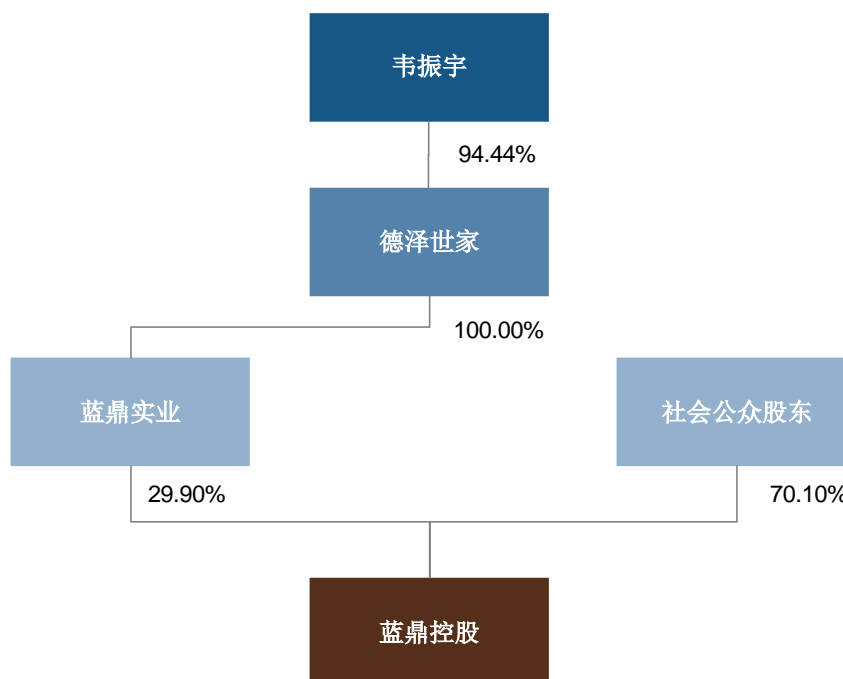 韦振宇
94.44%
德泽世家
100.00%
蓝鼎实业
社会公众股东
29.90%
70.10%
蓝鼎控股